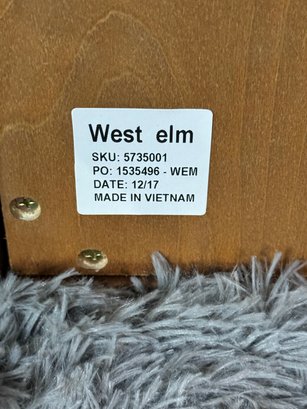 West elm
SKU: 5735001
PO: 1535496 - WEM
DATE: 12/17
MADE IN VIETNAM